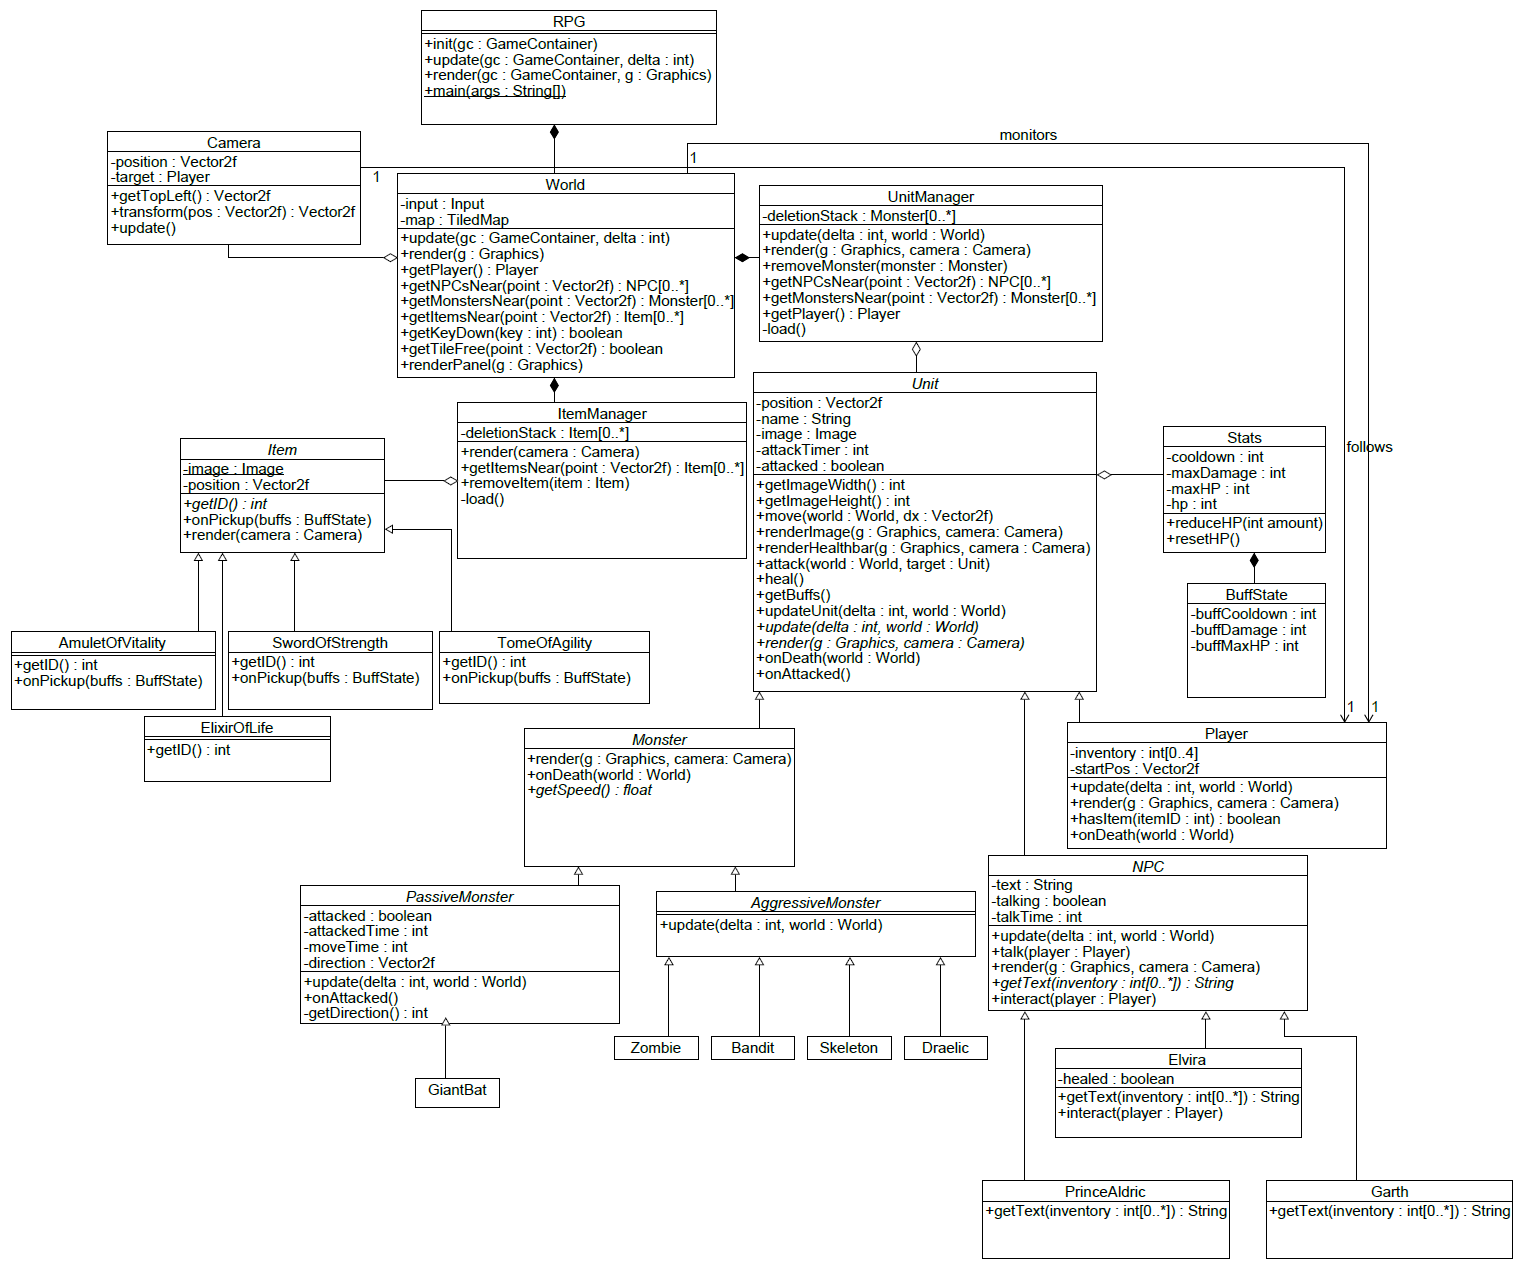 RPG
+init(gc : GameContainer)
+update(gc : GameContainer, delta : int)
+render(gc : GameContainer, g : Graphics)
+main(args : String[])
monitors
1
Camera
-position : Vector2f
-target : Player
+getTopLeft() : Vector2f
+transform(pos : Vector2f) : Vector2f
+update()
1
World
-input : Input
-map : TiledMap
+update(gc : GameContainer, delta : int)
+render(g : Graphics)
+getPlayer() : Player
+getNPCsNear(point : Vector2f) : NPC[0..*]
+getMonstersNear(point : Vector2f) : Monster[0..*]
+getItemsNear(point : Vector2f) : Item[0..*]
+getKeyDown(key : int) : boolean
+getTileFree(point : Vector2f) : boolean
+renderPanel(g : Graphics)
UnitManager
-deletionStack : Monster[0..*]
+update(delta : int, world : World)
+render(g : Graphics, camera : Camera)
+removeMonster(monster : Monster)
+getNPCsNear(point : Vector2f) : NPC[0..*]
+getMonstersNear(point : Vector2f) : Monster[0..*]
+getPlayer() : Player
-load()
ItemManager
-deletionStack : Item[0..*]
+render(camera : Camera)
+getItemsNear(point : Vector2f) : Item[0..*]
+removeItem(item : Item)
-load()
Item
-image : Image
-position : Vector2f
+getID() : int
+onPickup(buffs : BuffState)
+render(camera : Camera)
Unit
-position : Vector2f
-name : String
-image : Image
-attackTimer : int
-attacked : boolean
+getImageWidth() : int
+getImageHeight() : int
+move(world : World, dx : Vector2f)
+renderImage(g : Graphics, camera: Camera)
+renderHealthbar(g : Graphics, camera : Camera)
+attack(world : World, target : Unit)
+heal()
+getBuffs()
+updateUnit(delta : int, world : World)
+update(delta : int, world : World)
+render(g : Graphics, camera : Camera)
+onDeath(world : World)
+onAttacked()
follows
Stats
-cooldown : int
-maxDamage : int
-maxHP : int
-hp : int
+reduceHP(int amount)
+resetHP()
BuffState
-buffCooldown : int
-buffDamage : int
-buffMaxHP : int
AmuletOfVitality
+getID() : int
+onPickup(buffs : BuffState)
SwordOfStrength
+getID() : int
+onPickup(buffs : BuffState)
TomeOfAgility
+getID() : int
+onPickup(buffs : BuffState)
ElixirOfLife
+getID() : int
1
1
Monster
+render(g : Graphics, camera: Camera)
+onDeath(world : World)
+getSpeed() : float
Player
-inventory : int[0..4]
-startPos : Vector2f
+update(delta : int, world : World)
+render(g : Graphics, camera : Camera)
+hasItem(itemID : int) : boolean
+onDeath(world : World)
PassiveMonster
-attacked : boolean
-attackedTime : int
-moveTime : int
-direction : Vector2f
+update(delta : int, world : World)
+onAttacked()
-getDirection() : int
AggressiveMonster
+update(delta : int, world : World)
NPC
-text : String
-talking : boolean
-talkTime : int
+update(delta : int, world : World)
+talk(player : Player)
+render(g : Graphics, camera : Camera)
+getText(inventory : int[0..*]) : String
+interact(player : Player)
Zombie
Bandit
Skeleton
Draelic
GiantBat
Elvira
-healed : boolean
+getText(inventory : int[0..*]) : String
+interact(player : Player)
PrinceAldric
+getText(inventory : int[0..*]) : String
Garth
+getText(inventory : int[0..*]) : String